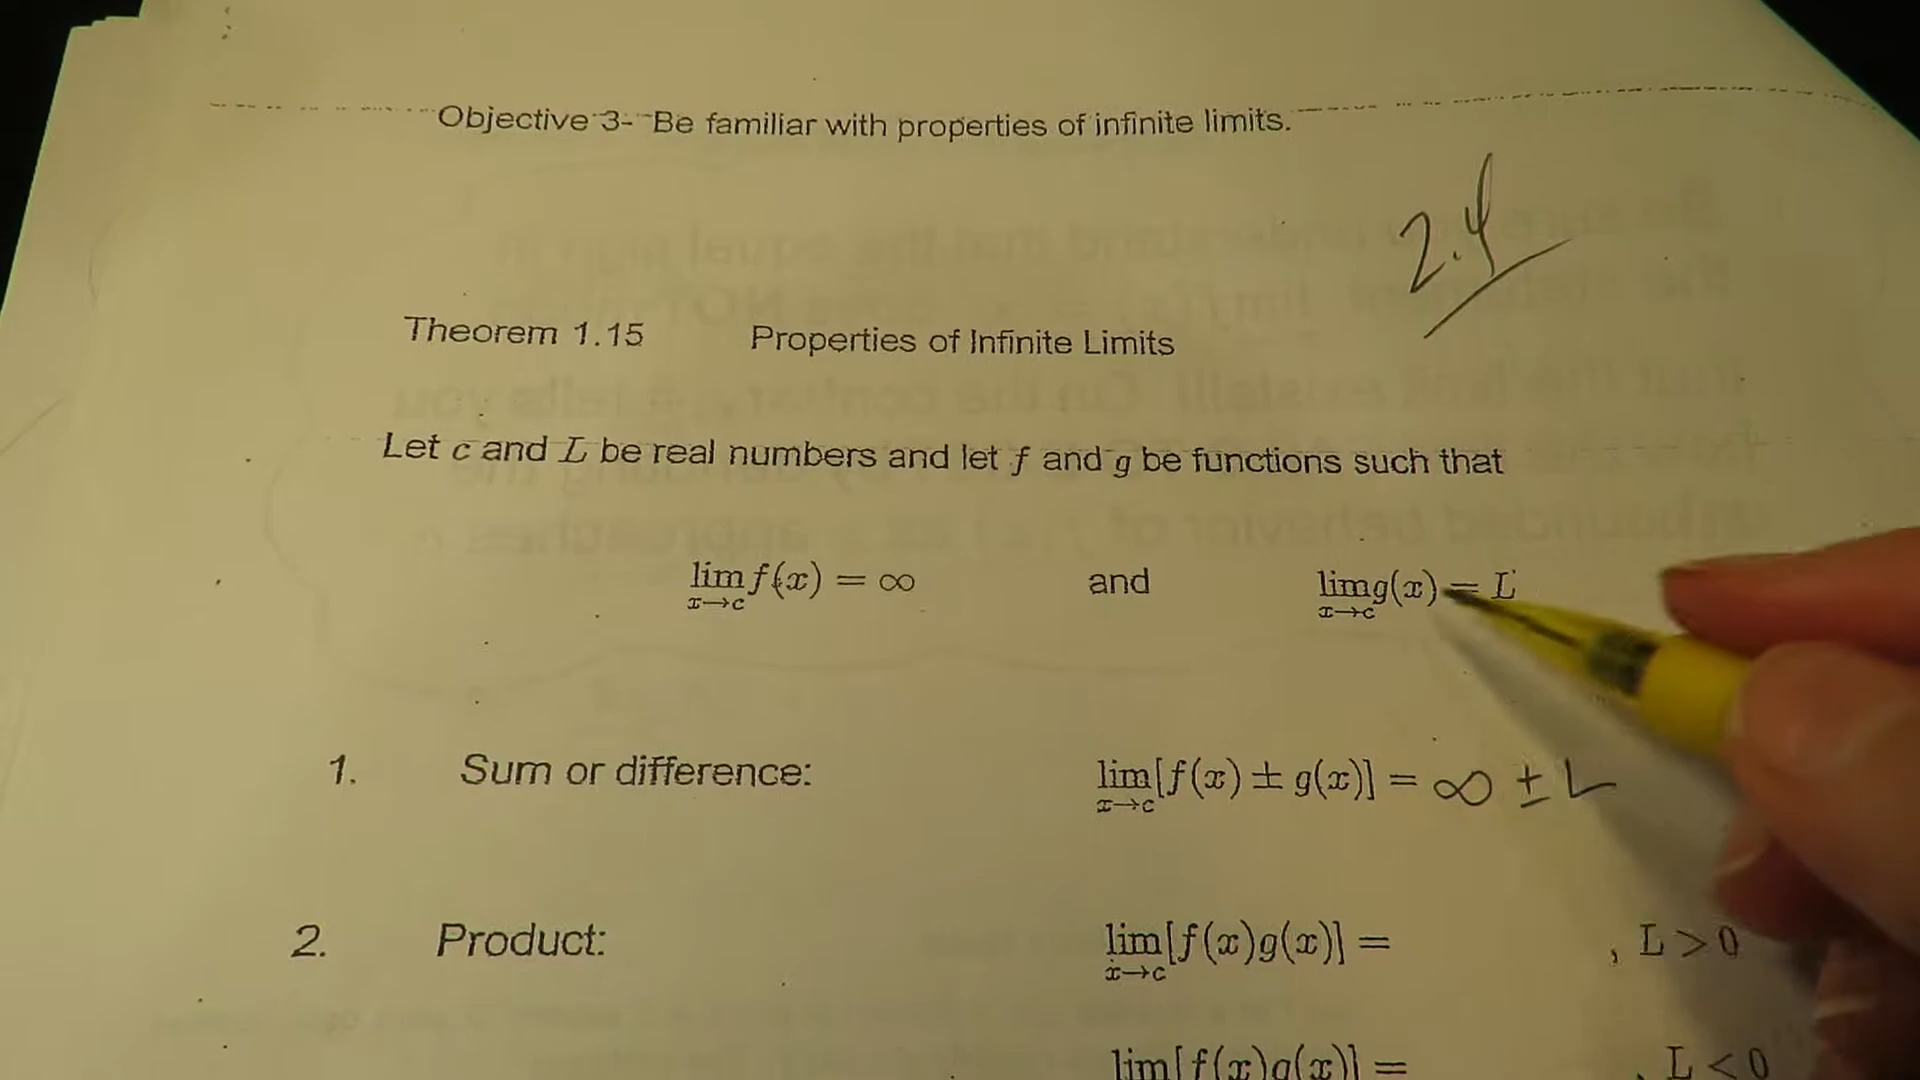 Objective 3- Be familiar with properties of infinite limits.
2.4
Theorem 1.15 Properties of Infinite Limits
Let c and L be real numbers and let f and g be functions such that
lim f(x) = ∞ and lim g(x) = L
x→c x→c
1. Sum or difference: lim[f(x) ± g(x)] = ∞ ± L
x→c
2. Product: lim[f(x)g(x)] = , L > 0
x→c
lim[f(x)g(x)] = , L < 0